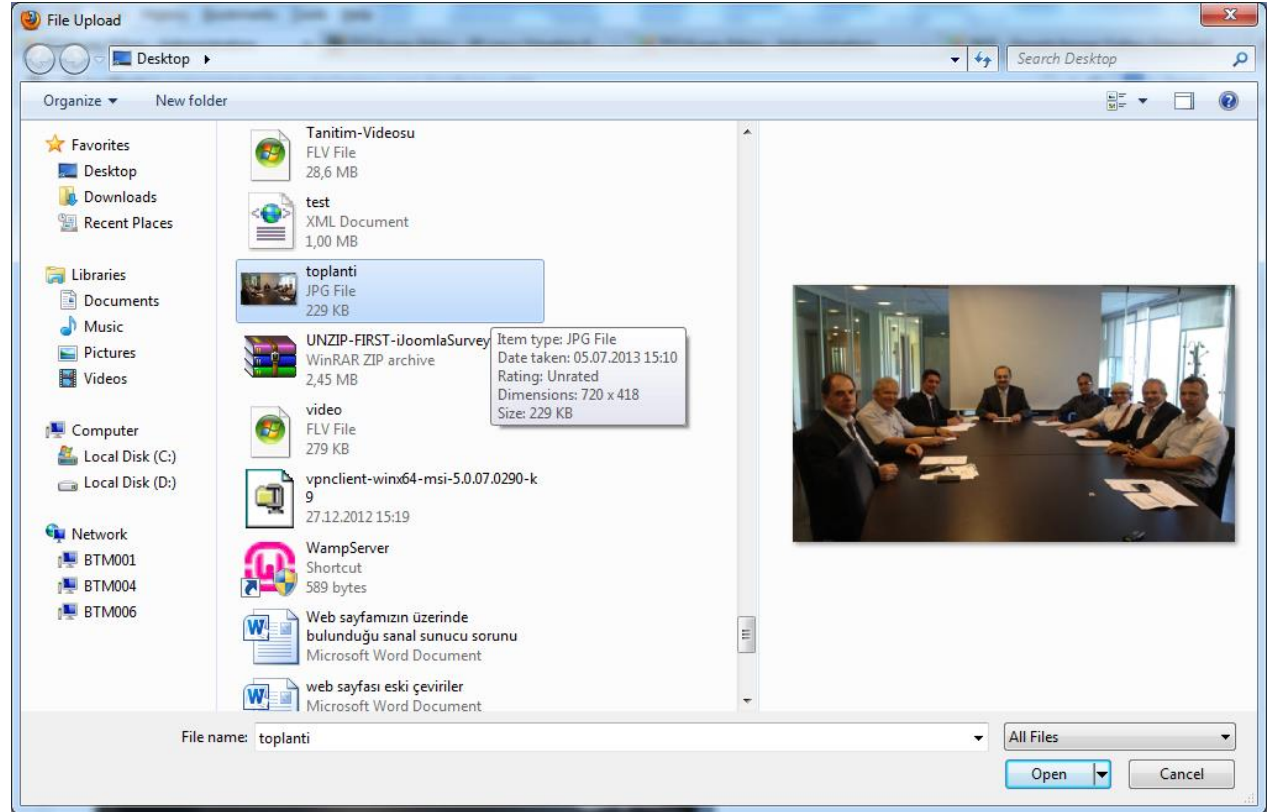 File Upload
Desktop
Search Desktop
Organize
New folder
Favorites
Desktop
Downloads
Recent Places
Libraries
Documents
Music
Pictures
Videos
Computer
Local Disk (C:)
Local Disk (D:)
Network
BTM001
BTM004
BTM006
Tanitim-Videosu
FLV File
28,6 MB
test
XML Document
1,00 MB
toplanti
JPG File
229 KB
UNZIP-FIRST-iJoomlaSurvey
WinRAR ZIP archive
2,45 MB
video
FLV File
279 KB
vpnclient-winx64-msi-5.0.07.0290-k
9
27.12.2012 15:19
WampServer
Shortcut
589 bytes
Web sayfamızın üzerinde
bulunduğu sanal sunucu sorunu
Microsoft Word Document
web sayfası eski çeviriler
Microsoft Word Document
Item type: JPG File
Date taken: 05.07.2013 15:10
Rating: Unrated
Dimensions: 720 x 418
Size: 229 KB
File name: toplanti
All Files
Open
Cancel